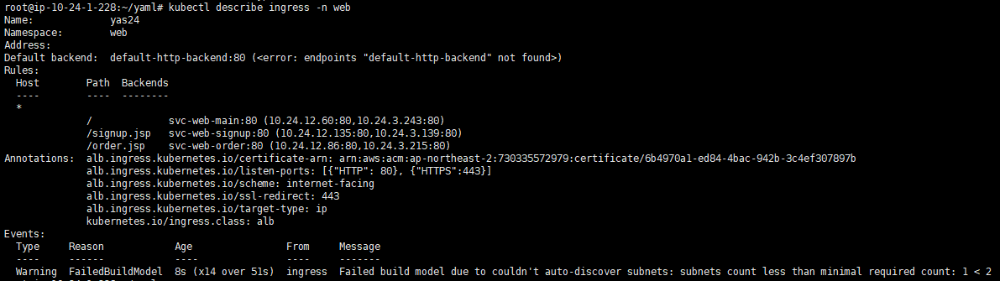 root@ip-10-24-1-228:~/yaml# kubectl describe ingress -n web
Name:             yas24
Namespace:        web
Address:
Default backend:  default-http-backend:80 (<error: endpoints "default-http-backend" not found>)
Rules:
  Host        Path  Backends
  ----        ----  --------
  *
              /             svc-web-main:80 (10.24.12.60:80,10.24.3.243:80)
              /signup.jsp   svc-web-signup:80 (10.24.12.135:80,10.24.3.139:80)
              /order.jsp    svc-web-order:80 (10.24.12.86:80,10.24.3.215:80)
Annotations:  alb.ingress.kubernetes.io/certificate-arn: arn:aws:acm:ap-northeast-2:730335572979:certificate/6b4970a1-ed84-4bac-942b-3c4ef307897b
              alb.ingress.kubernetes.io/listen-ports: [{"HTTP": 80}, {"HTTPS":443}]
              alb.ingress.kubernetes.io/scheme: internet-facing
              alb.ingress.kubernetes.io/ssl-redirect: 443
              alb.ingress.kubernetes.io/target-type: ip
              kubernetes.io/ingress.class: alb
Events:
  Type     Reason            Age                From     Message
  ----     ------            ----               ----     -------
  Warning  FailedBuildModel  8s (x14 over 51s)  ingress  Failed build model due to couldn't auto-discover subnets: subnets count less than minimal required count: 1 < 2